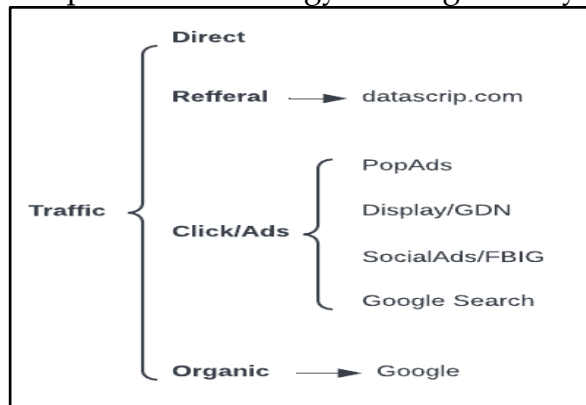 Direct
Refferal datascrip.com
PopAds
Display/GDN
Traffic
Click/Ads
SocialAds/FBIG
Google Search
Organic Google